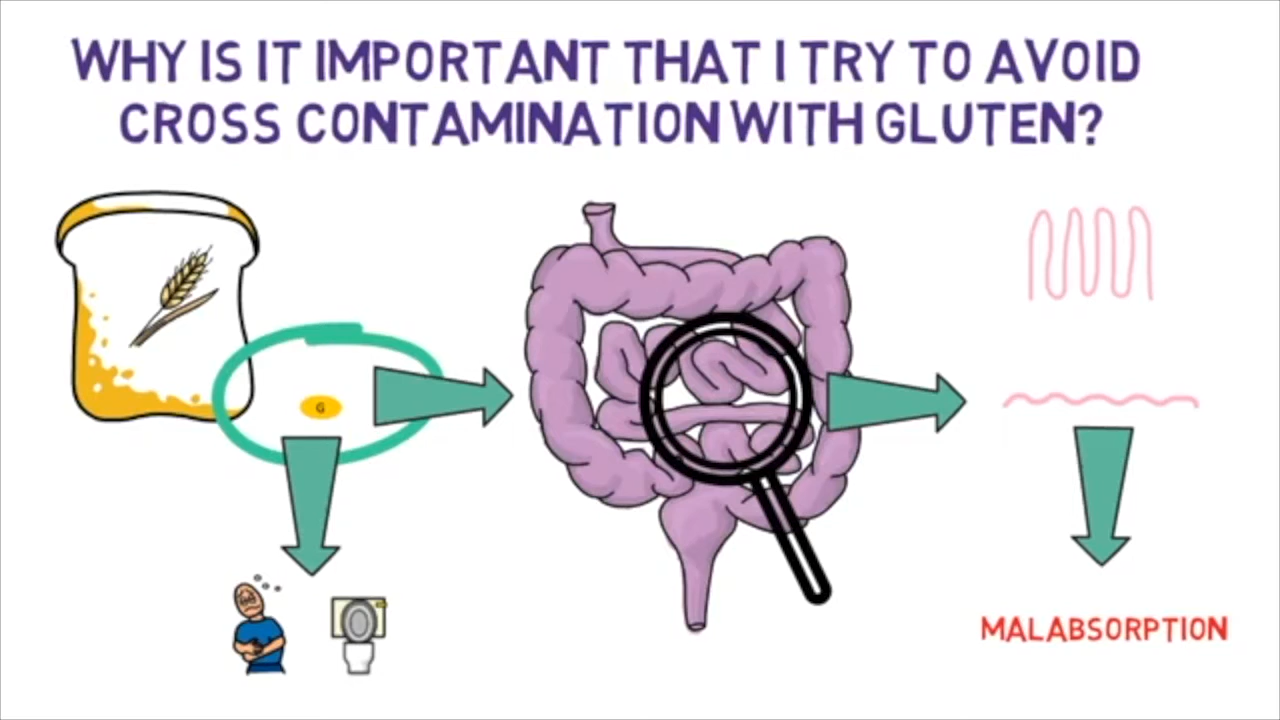 WHY IS IT IMPORTANT THAT I TRY TO AVOID
CROSS CONTAMINATION WITH GLUTEN?
G
MALABSORPTION